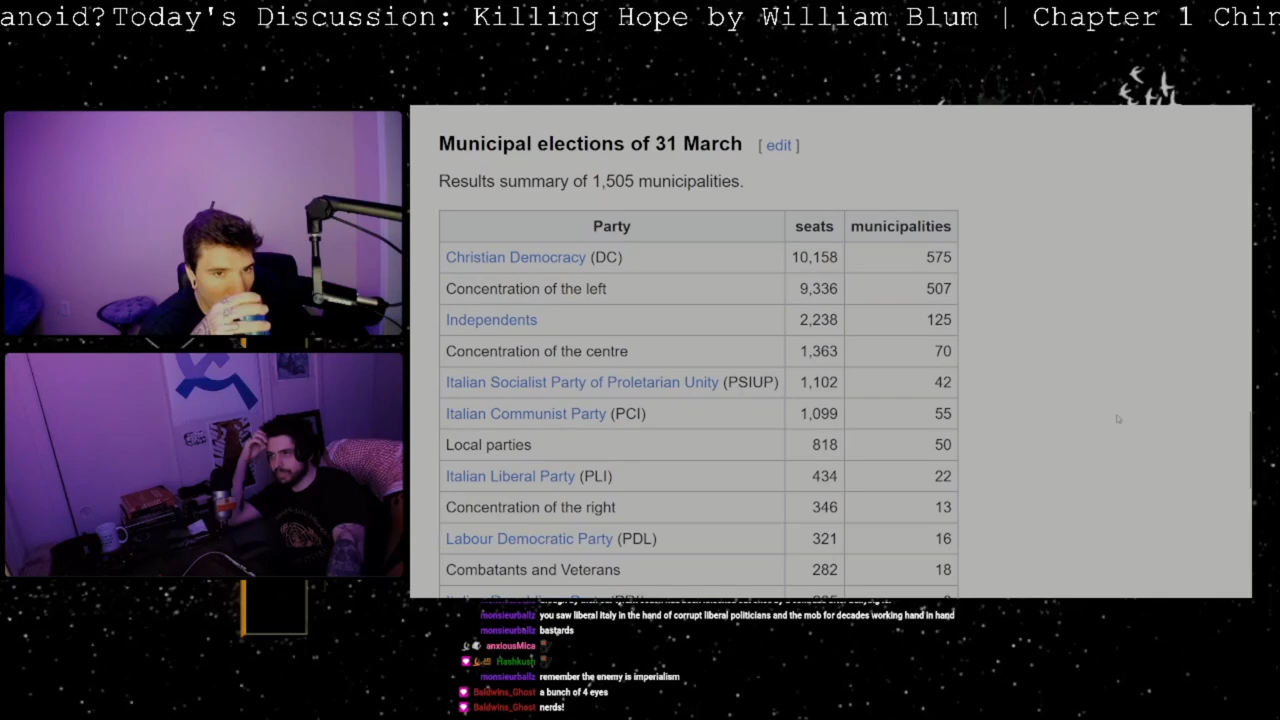 anoid?Today's Discussion: Killing Hope by William Blum | Chapter 1 Chin
Municipal elections of 31 March [ edit ]
Results summary of 1,505 municipalities.
Party seats municipalities
Christian Democracy (DC) 10,158 575
Concentration of the left 9,336 507
Independents 2,238 125
Concentration of the centre 1,363 70
Italian Socialist Party of Proletarian Unity (PSIUP) 1,102 42
Italian Communist Party (PCI) 1,099 55
Local parties 818 50
Italian Liberal Party (PLI) 434 22
Concentration of the right 346 13
Labour Democratic Party (PDL) 321 16
Combatants and Veterans 282 18
monsieurballz you saw liberal italy in the hand of corrupt liberal politicians and the mob for decades working hand in hand
monsieurballz bastards
anxiousMica
Hashkush
monsieurballz remember the enemy is imperialism
Baldwins_Ghost a bunch of 4 eyes
Baldwins_Ghost nerds!